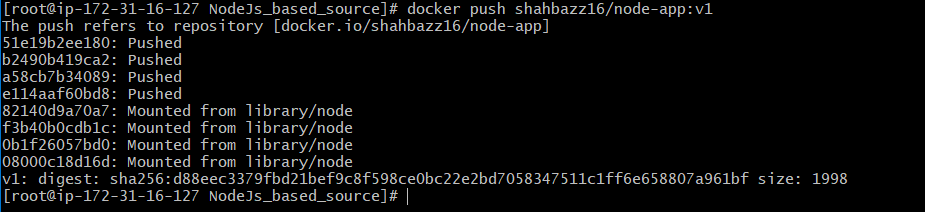 [root@ip-172-31-16-127 NodeJs_based_source]# docker push shahbazz16/node-app:v1
The push refers to repository [docker.io/shahbazz16/node-app]
51e19b2ee180: Pushed
b2490b419ca2: Pushed
a58cb7b34089: Pushed
e114aaf60bd8: Pushed
82140d9a70a7: Mounted from library/node
f3b40b0cdb1c: Mounted from library/node
0b1f26057bd0: Mounted from library/node
08000c18d16d: Mounted from library/node
v1: digest: sha256:d88eec3379fbd21bef9c8f598ce0bc22e2bd7058347511c1ff6e658807a961bf size: 1998
[root@ip-172-31-16-127 NodeJs_based_source]#